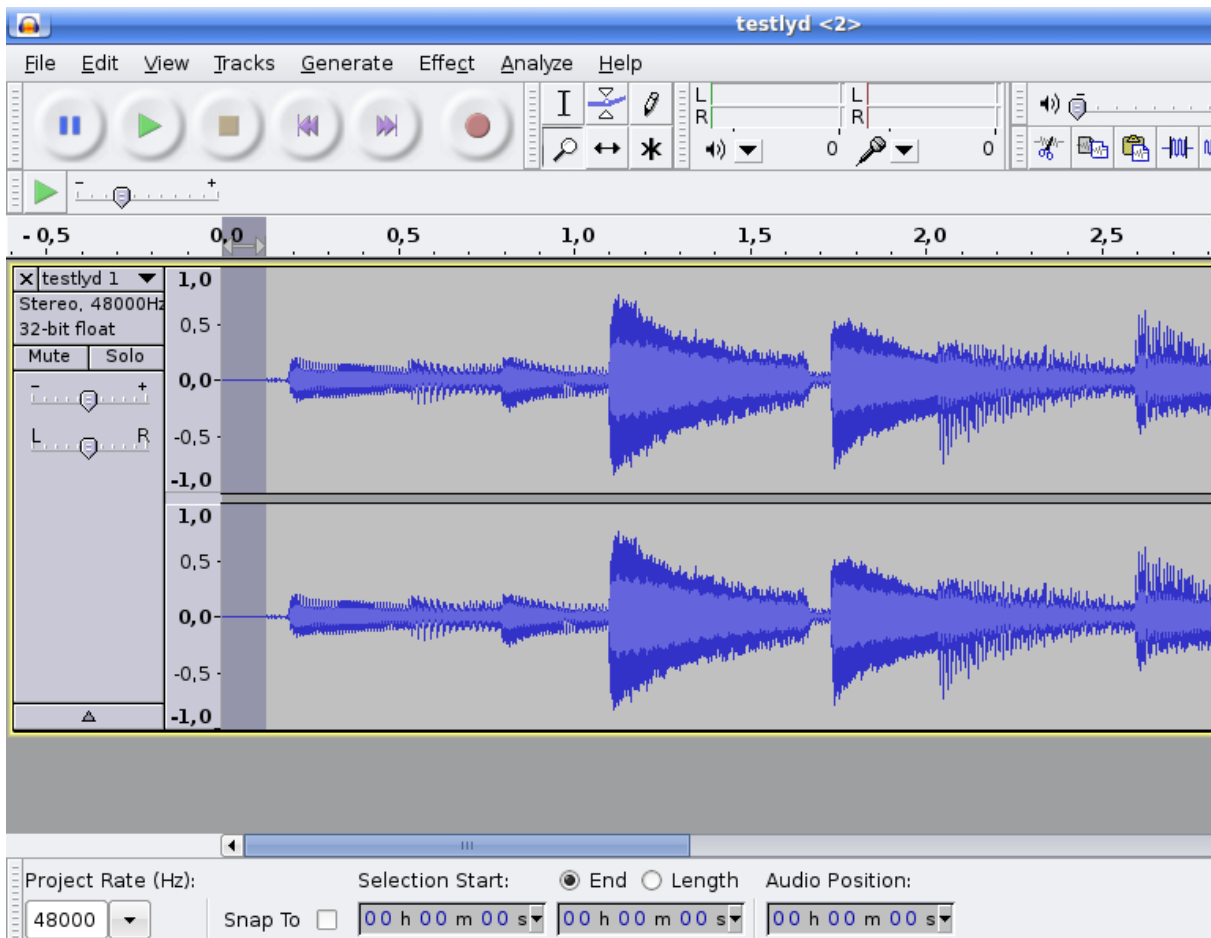 testlyd <2>
File Edit View Tracks Generate Effect Analyze Help
L L
R R
0 0
- +
- 0,5 0,0 0,5 1,0 1,5 2,0 2,5
testlyd 1 1,0
Stereo, 48000Hz
32-bit float 0,5
Mute Solo
- + 0,0
L R -0,5
-1,0
1,0
0,5
0,0
-0,5
-1,0
Project Rate (Hz): Selection Start: End Length Audio Position:
48000 Snap To 00 h 00 m 00 s 00 h 00 m 00 s 00 h 00 m 00 s